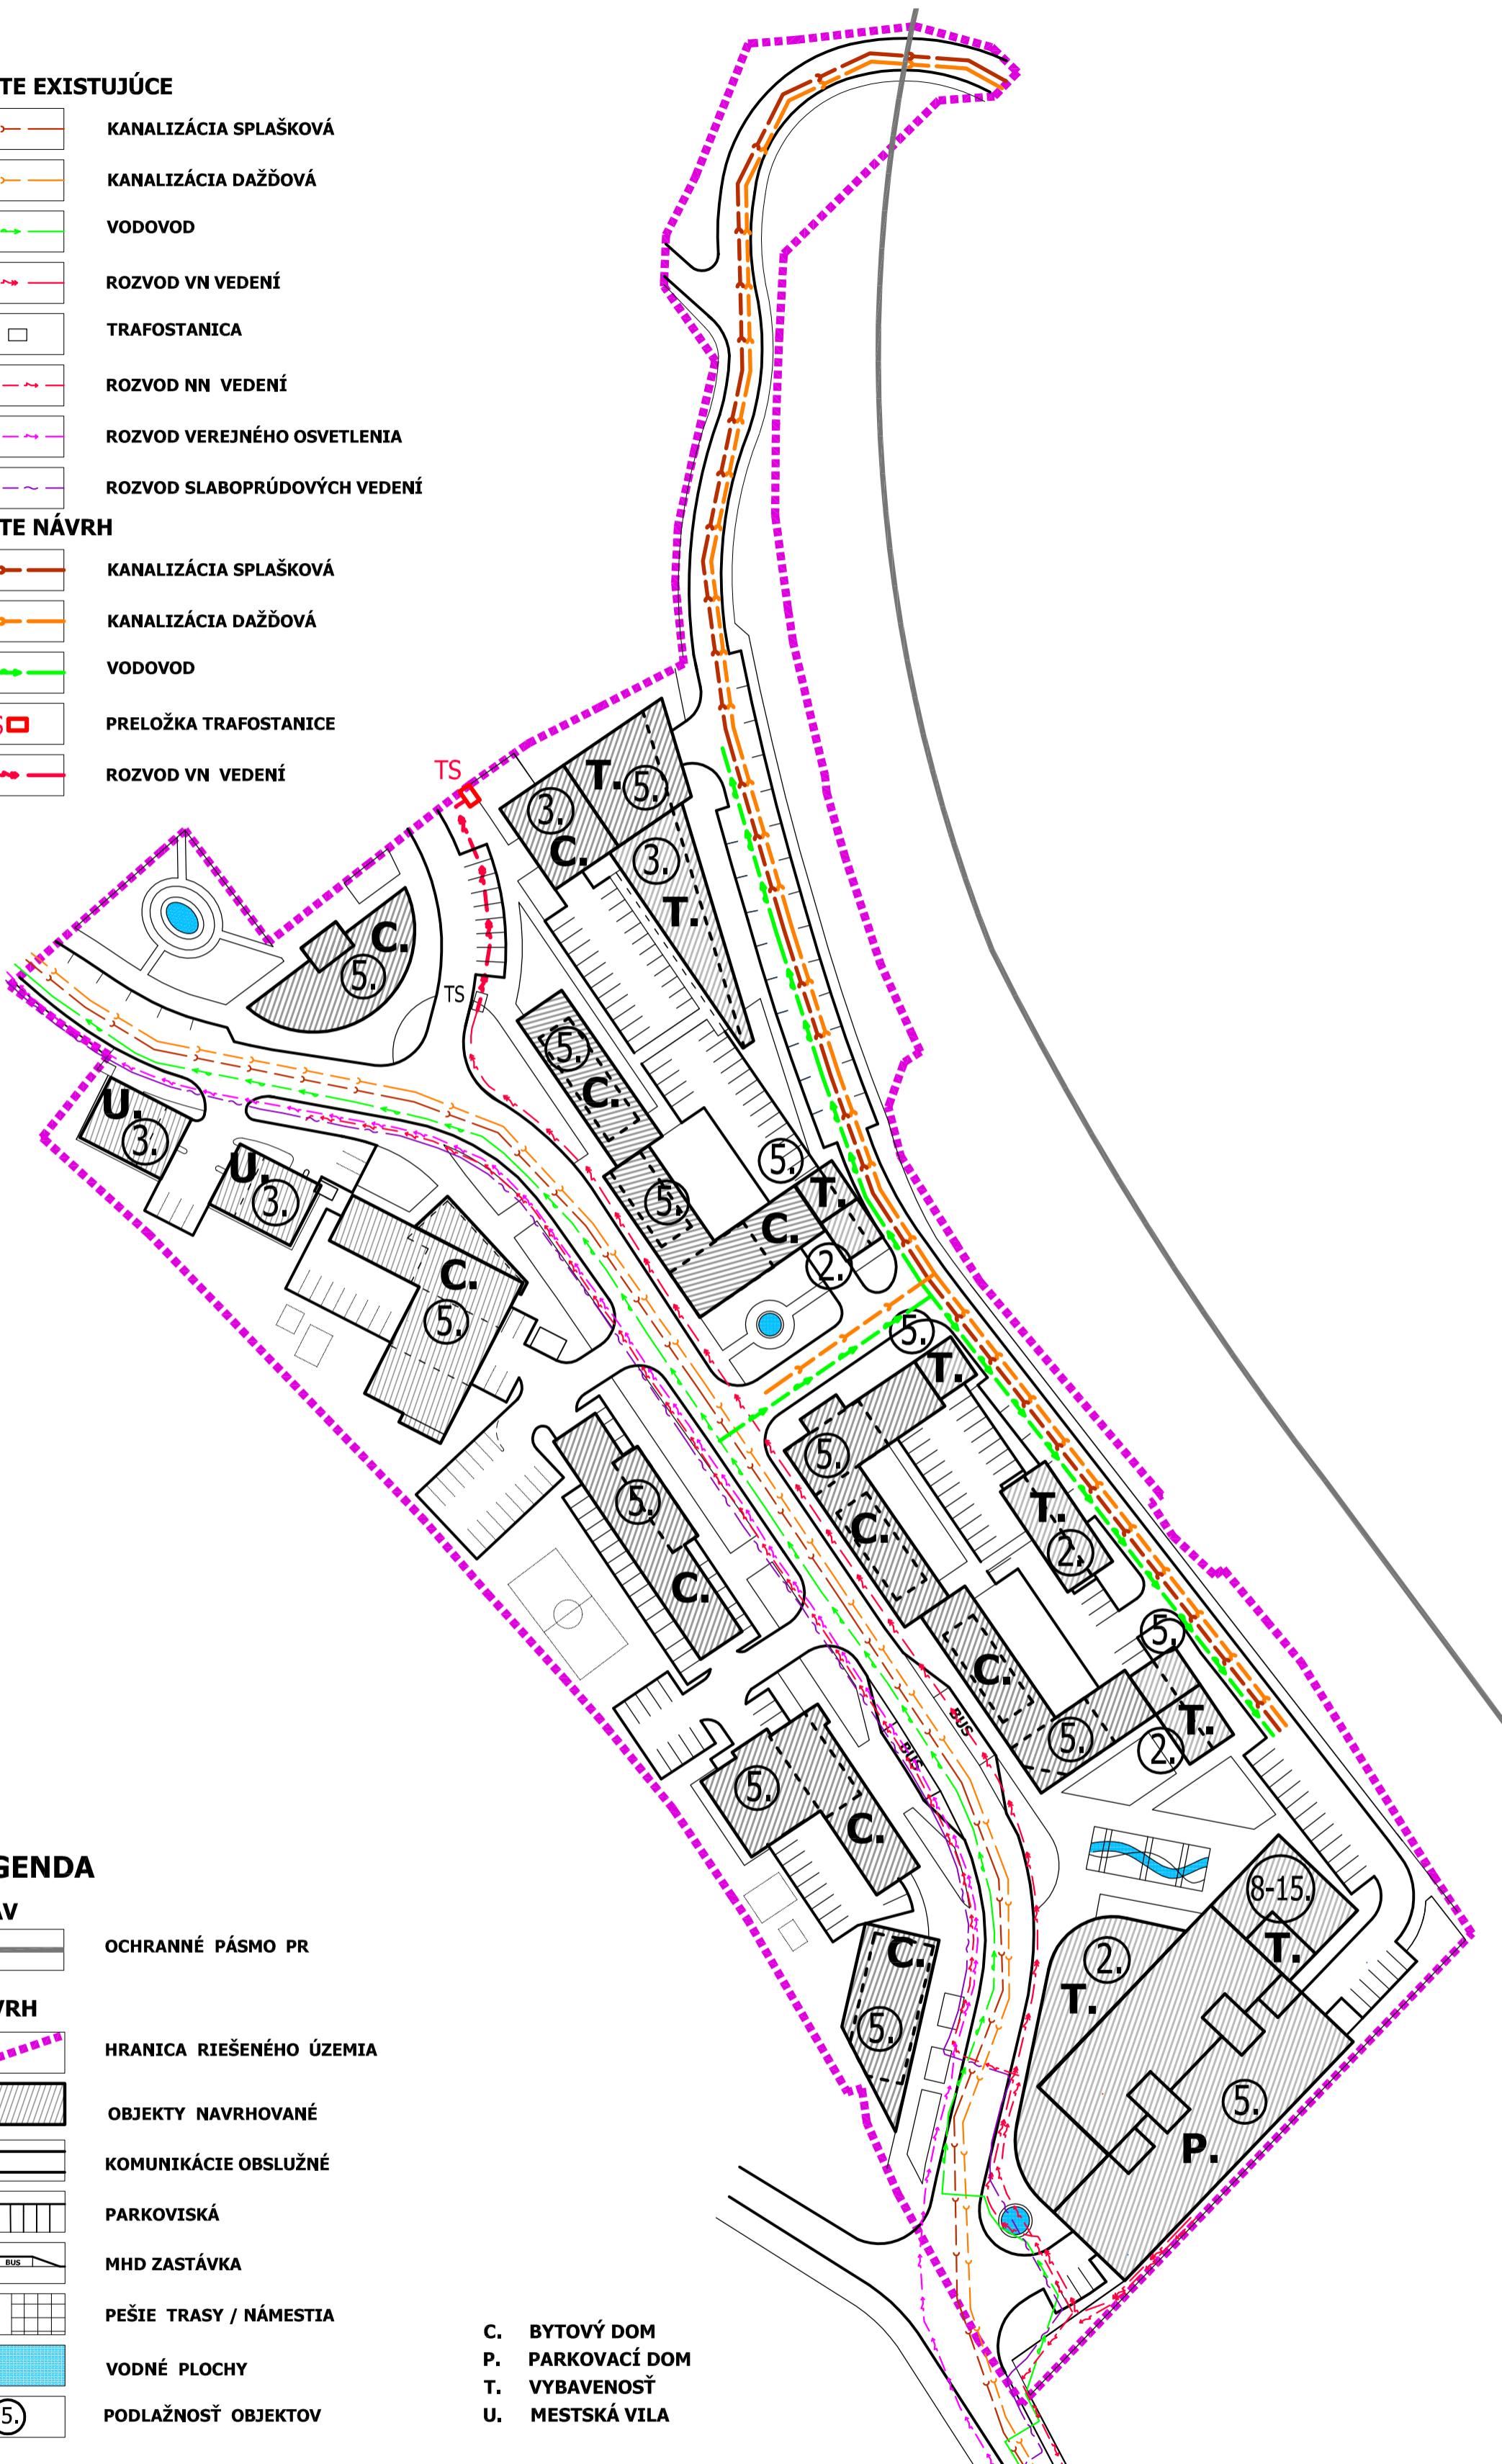 TE EXISTUJÚCE
KANALIZÁCIA SPLAŠKOVÁ
KANALIZÁCIA DAŽĎOVÁ
VODOVOD
ROZVOD VN VEDENÍ
TRAFOSTANICA
ROZVOD NN VEDENÍ
ROZVOD VEREJNÉHO OSVETLENIA
ROZVOD SLABOPRÚDOVÝCH VEDENÍ
TE NÁVRH
KANALIZÁCIA SPLAŠKOVÁ
KANALIZÁCIA DAŽĎOVÁ
VODOVOD
S PRELOŽKA TRAFOSTANICE
ROZVOD VN VEDENÍ
TS
T.
5.
3.
C.
3.
T.
C.
5.
TS
5.
C.
U.
3.
U.
3.
5.
T.
5.
C.
2.
C.
5.
5.
T.
5.
C.
5.
C.
T.
2.
5.
C.
T.
5.
2.
BUS
BUS
5.
C.
8-15.
T.
C.
5.
2.
T.
5.
P.
GENDA
AV
OCHRANNÉ PÁSMO PR
VRH
HRANICA RIEŠENÉHO ÚZEMIA
OBJEKTY NAVRHOVANÉ
KOMUNIKÁCIE OBSLUŽNÉ
PARKOVISKÁ
BUS MHD ZASTÁVKA
PEŠIE TRASY / NÁMESTIA
VODNÉ PLOCHY
5. PODLAŽNOSŤ OBJEKTOV
C. BYTOVÝ DOM
P. PARKOVACÍ DOM
T. VYBAVENOSŤ
U. MESTSKÁ VILA